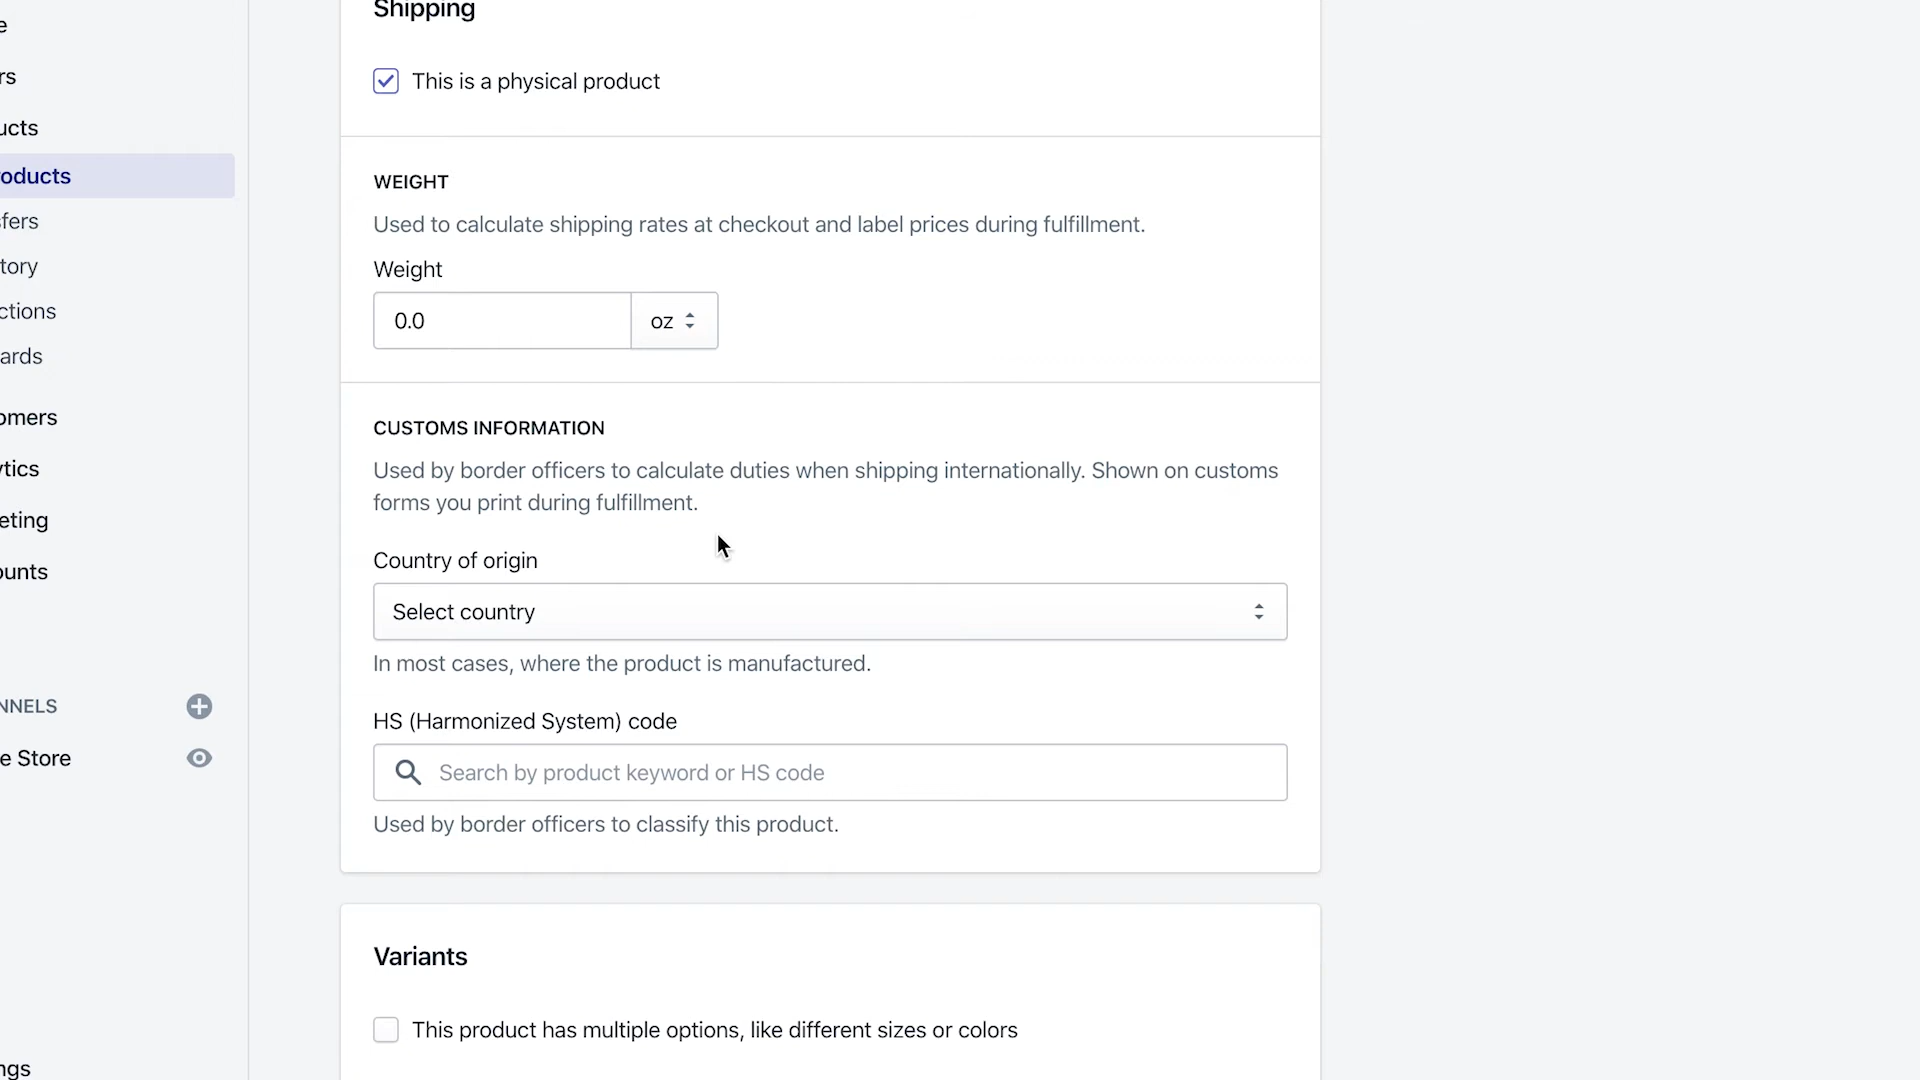 Shipping
This is a physical product
WEIGHT
Used to calculate shipping rates at checkout and label prices during fulfillment.
Weight
0.0 oz
CUSTOMS INFORMATION
Used by border officers to calculate duties when shipping internationally. Shown on customs
forms you print during fulfillment.
Country of origin
Select country
In most cases, where the product is manufactured.
HS (Harmonized System) code
Search by product keyword or HS code
Used by border officers to classify this product.
Variants
This product has multiple options, like different sizes or colors
e
rs
ucts
oducts
sfers
tory
ctions
ards
omers
ytics
eting
ounts
NNELS
e Store
ngs